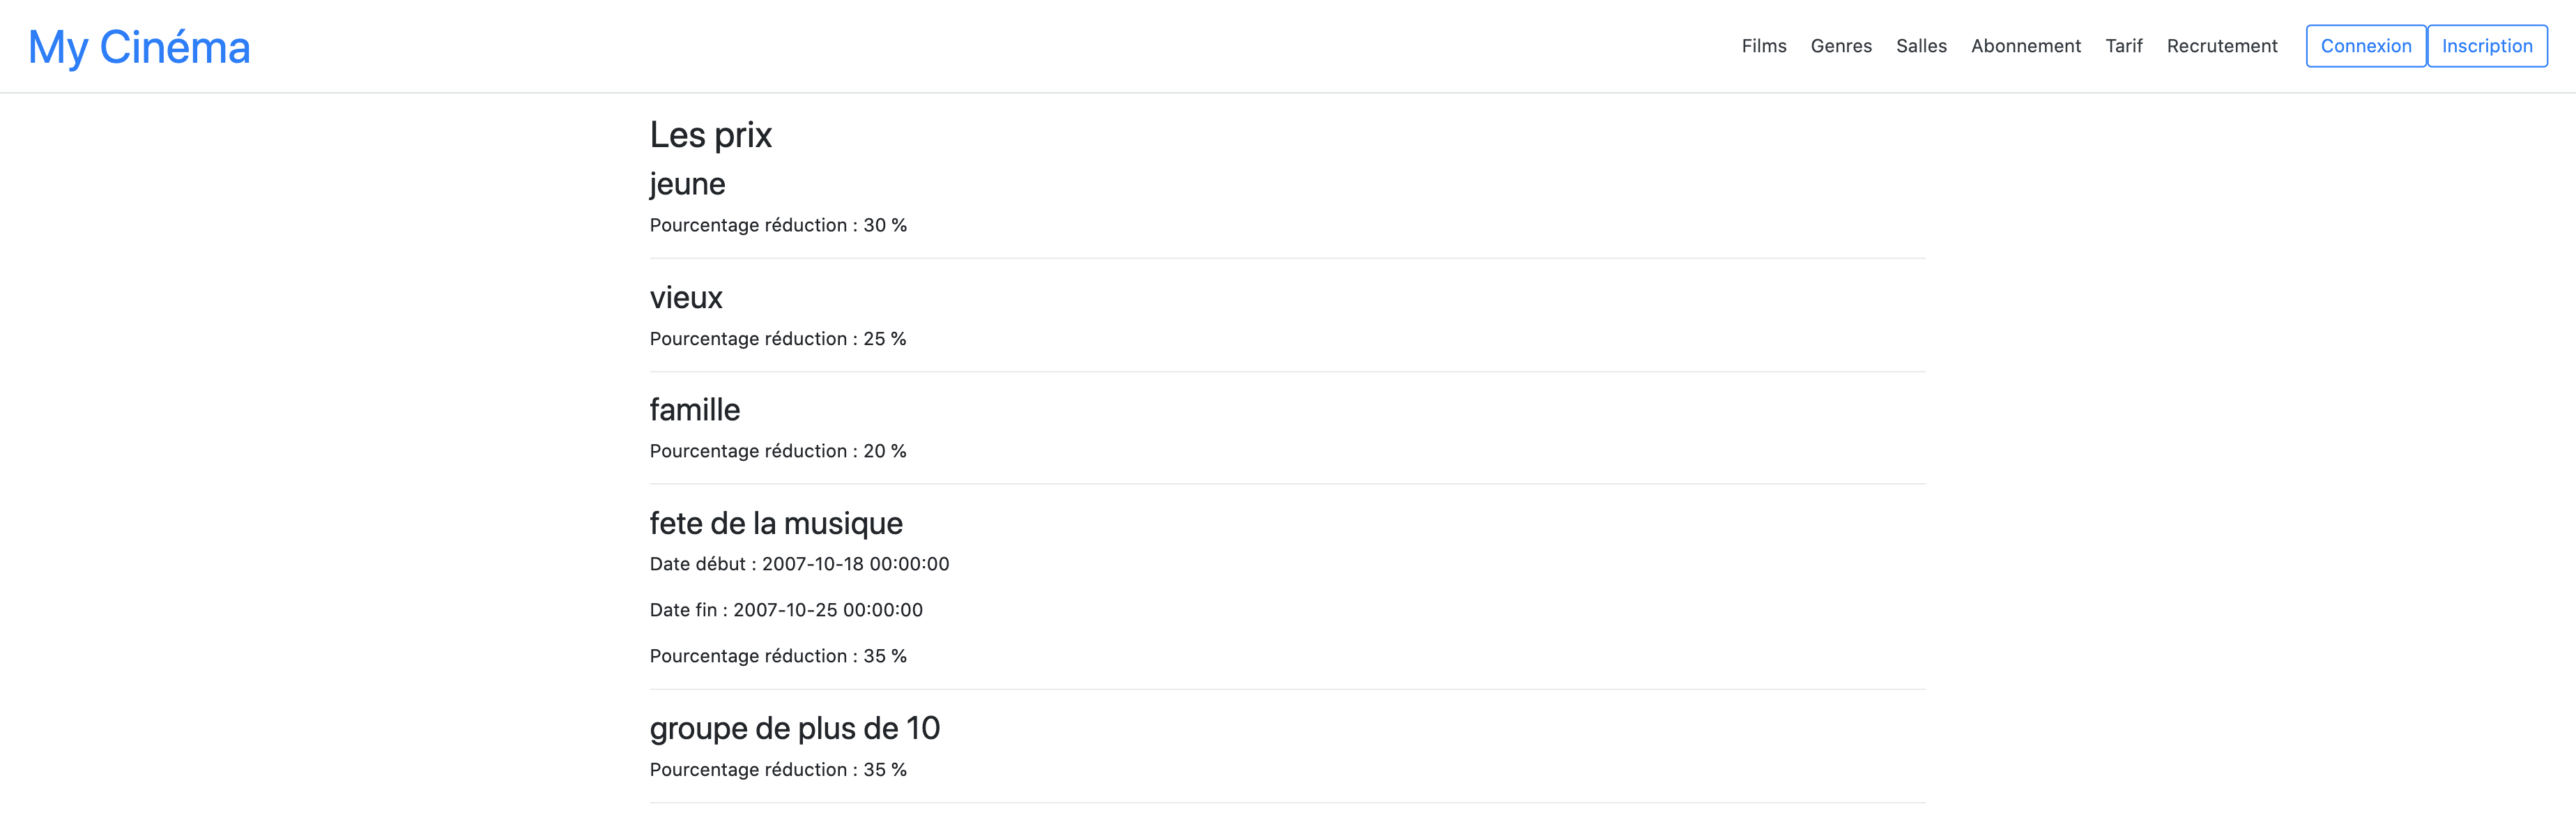 My Cinéma
Films Genres Salles Abonnement Tarif Recrutement Connexion Inscription
Les prix
jeune
Pourcentage réduction : 30 %
vieux
Pourcentage réduction : 25 %
famille
Pourcentage réduction : 20 %
fete de la musique
Date début : 2007-10-18 00:00:00
Date fin : 2007-10-25 00:00:00
Pourcentage réduction : 35 %
groupe de plus de 10
Pourcentage réduction : 35 %